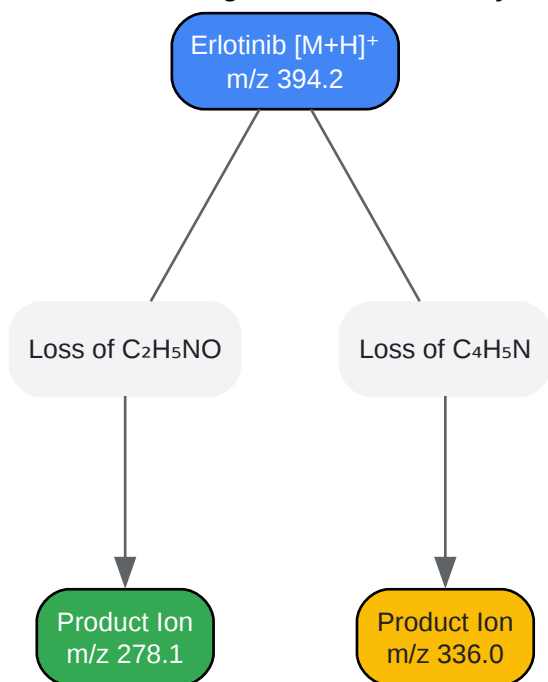 Erlotinib [M+H]⁺
m/z 394.2
Loss of C₂H₅NO
Loss of C₄H₅N
Product Ion
m/z 278.1
Product Ion
m/z 336.0